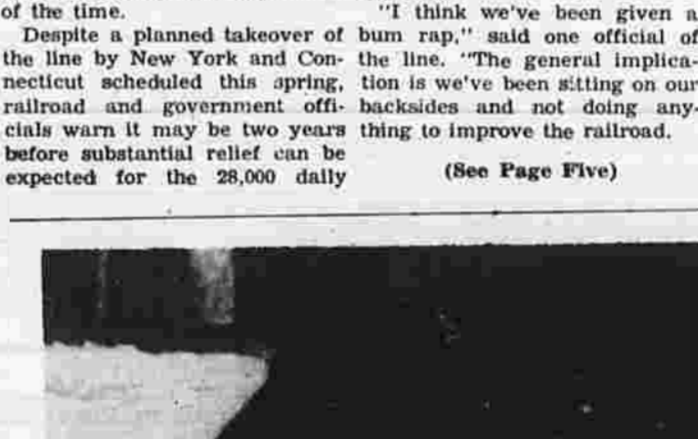 of the time.
Despite a planned takeover of
the line by New York and Con-
necticut scheduled this spring,
railroad and government offi-
cials warn it may be two years
before substantial relief can be
expected for the 28,000 daily
"I think we've been given a
bum rap," said one official of
the line. "The general implica-
tion is we've been sitting on our
backsides and not doing any-
thing to improve the railroad.
(See Page Five)